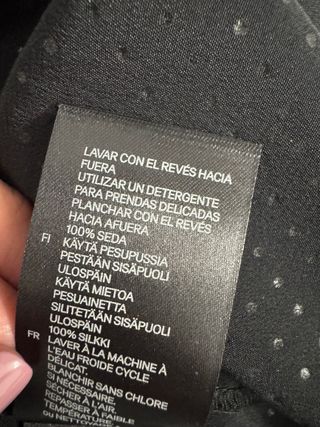 LAVAR CON EL REVÉS HACIA
FUERA
UTILIZAR UN DETERGENTE
PARA PRENDAS DELICADAS
PLANCHAR CON EL REVÉS
HACIA AFUERA
100% SEDA
FI KÄYTÄ PESUPUSSIA
PESTÄÄN SISÄPUOLI
ULOSPÄIN
KÄYTÄ MIETOA
PESUAINETTA
SILITETÄÄN SISÄPUOLI
ULOSPÄIN
100% SILKKI
FR LAVER À LA MACHINE À
L'EAU FROIDE CYCLE
DÉLICAT.
BLANCHIR SANS CHLORE
SI NÉCESSAIRE.
SÉCHER À L'AIR.
REPASSER À FAIBLE
TEMPÉRATURE
OU NETTOYAGE